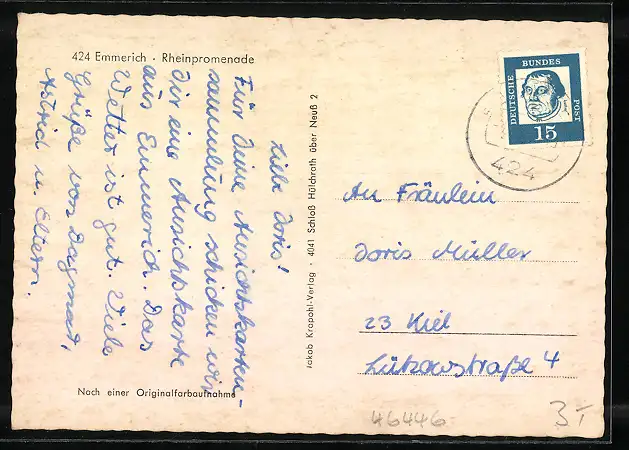 424 Emmerich · Rheinpromenade
Liebe Doris!
Für Deine Ansichtskarten-
sammlung schicken wir
Dir eine Ansichtskarte
aus Emmerich. Das
Wetter ist gut. Viele
Grüße von Dagmar,
Astrid u. Eltern.
Nach einer Originalfarbaufnahme
Jakob Krapohl-Verlag · 4041 Schloß Hülchrath über Neuß 2
DEUTSCHE BUNDES POST
15
424
An Fräulein
Doris Müller
23 Kiel
Lützowstraße 4
46446
3,-